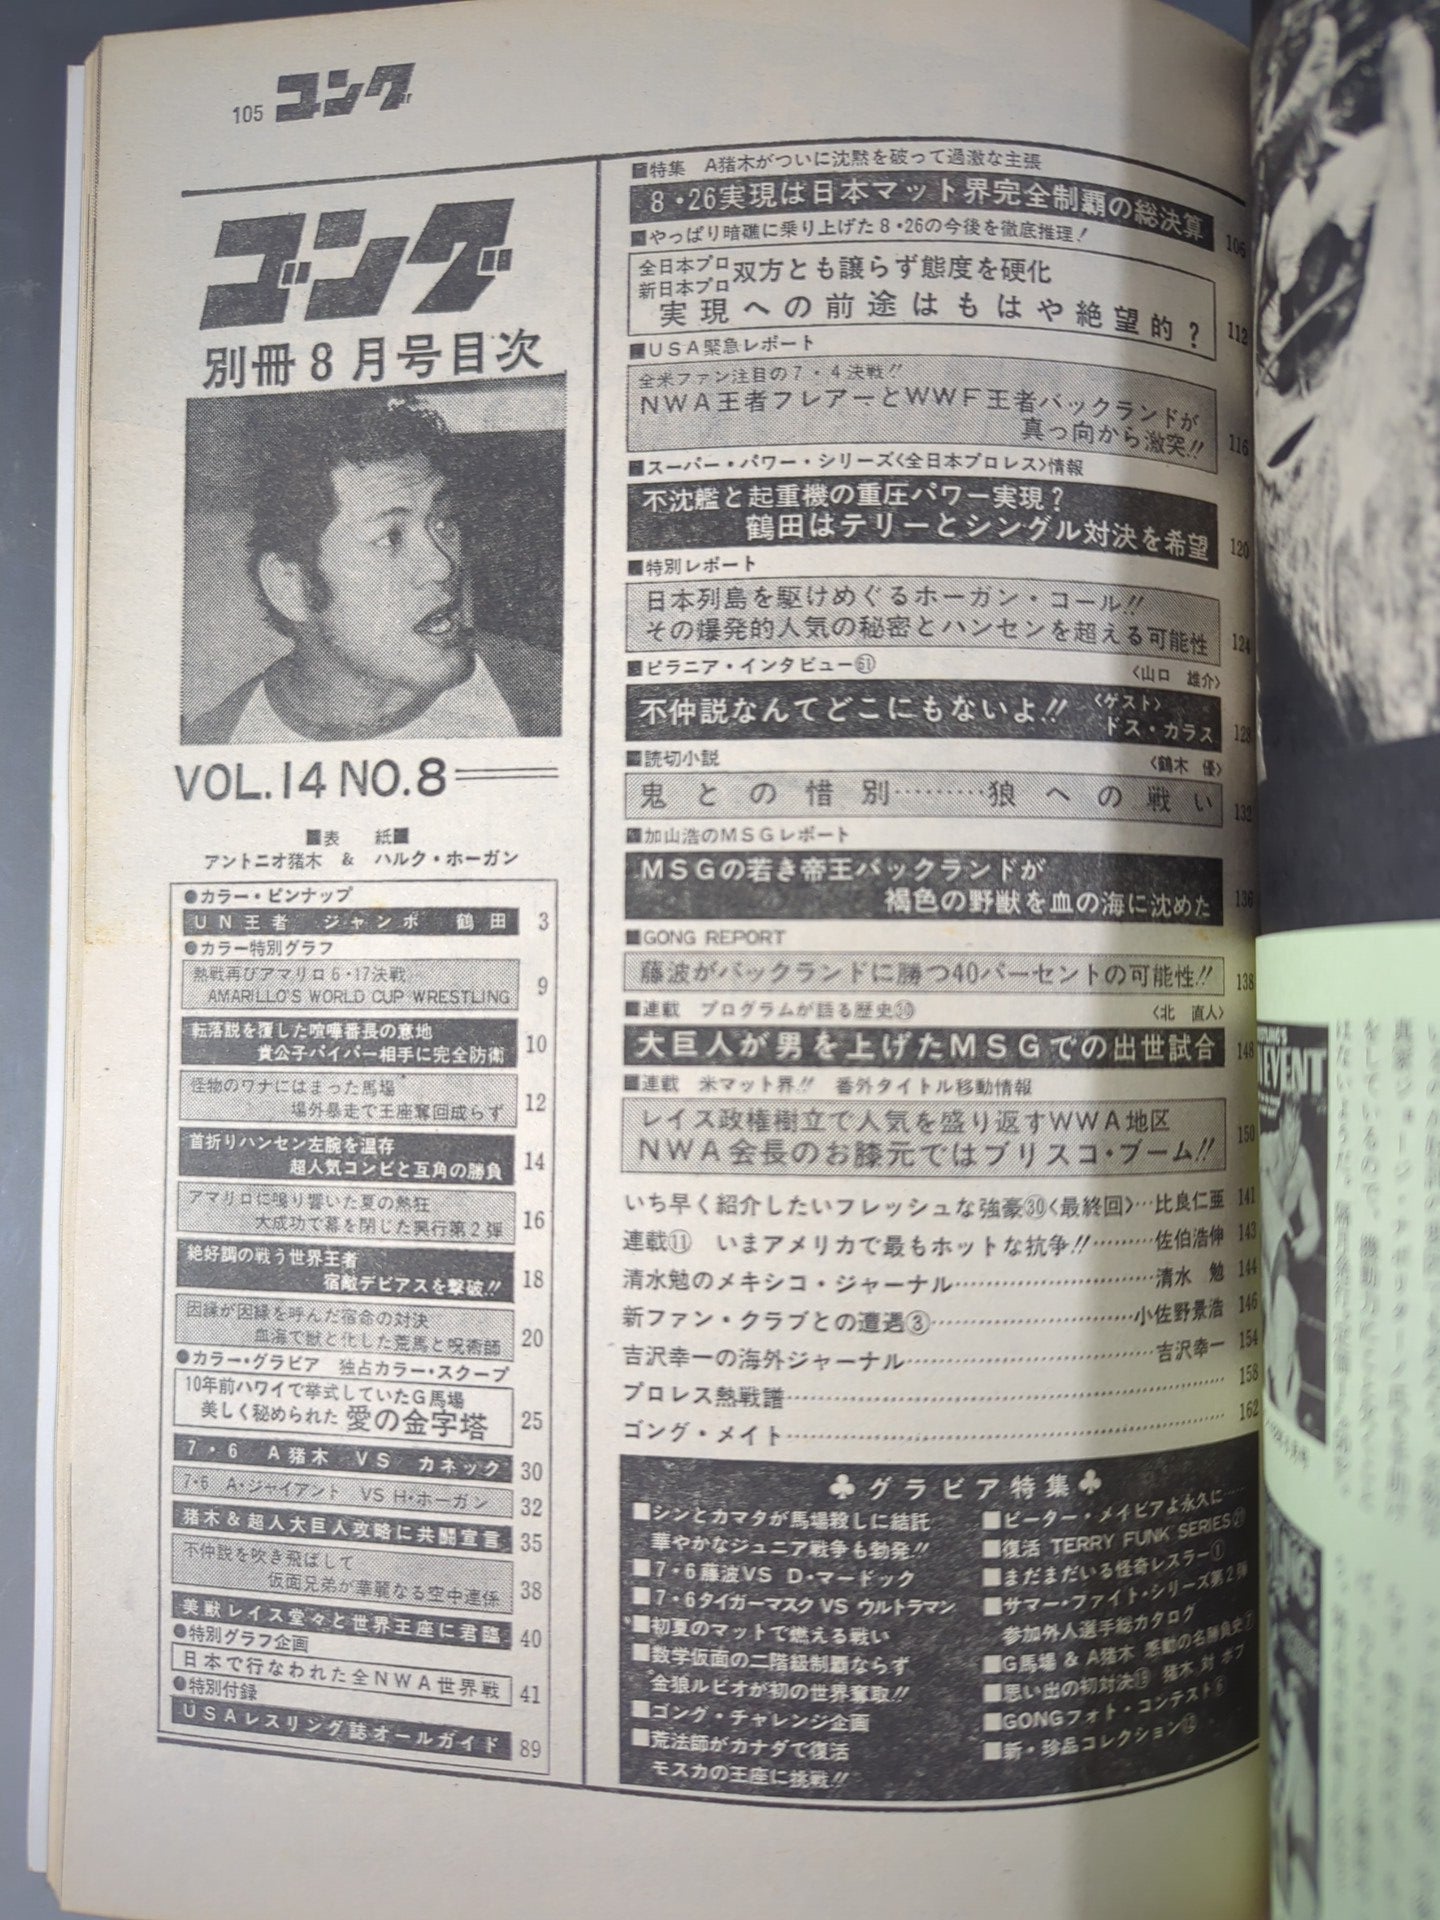 105 ゴング
ゴング
別冊8月号目次
VOL.14 NO.8
■表 紙■
アントニオ猪木 & ハルク・ホーガン
●カラー・ピンナップ
UN王者 ジャンボ 鶴田 3
●カラー特別グラフ
熱戦再びアマリロ6・17決戦
AMARILLO'S WORLD CUP WRESTLING 9
転落説を覆した喧嘩番長の意地
貴公子パイパー相手に完全防衛 10
怪物のワナにはまった馬場
場外暴走で王座奪回成らず 12
首折りハンセン左腕を温存
超人気コンビと互角の勝負 14
アマリロに鳴り響いた夏の熱狂
大成功で幕を閉じた興行第2弾 16
絶好調の戦う世界王者
宿敵デビアスを撃破!! 18
因縁が因縁を呼んだ宿命の対決
血海で獣と化した荒馬と呪術師 20
●カラー・グラビア 独占カラー・スクープ
10年前ハワイで挙式していたG馬場
美しく秘められた 愛の金字塔 25
7・6 A猪木 VS カネック 30
7・6 A・ジャイアント VS H・ホーガン 32
猪木&超人大巨人攻略に共闘宣言 35
不仲説を吹き飛ばして
仮面兄弟が華麗なる空中連係 38
美獣レイス堂々と世界王座に君臨 40
●特別グラフ企画
日本で行なわれた全NWA世界戦 41
●特別付録
USAレスリング誌オールガイド 89
■特集 A猪木がついに沈黙を破って過激な主張
8・26実現は日本マット界完全制覇の総決算 106
■やっぱり暗礁に乗り上げた8・26の今後を徹底推理!
全日本プロ
新日本プロ 双方とも譲らず態度を硬化
実現への前途はもはや絶望的? 112
■USA緊急レポート
全米ファン注目の7・4決戦!!
NWA王者フレアーとWWF王者バックランドが
真っ向から激突!! 116
■スーパー・パワー・シリーズ<全日本プロレス>情報
不沈艦と起重機の重圧パワー実現?
鶴田はテリーとシングル対決を希望 120
■特別レポート
日本列島を駆けめぐるホーガン・コール!!
その爆発的人気の秘密とハンセンを超える可能性 124
■ピラニア・インタビュー㊿ <山口 雄介>
不仲説なんてどこにもないよ!! <ゲスト>
ドス・カラス 128
■読切小説 <鶴木 優>
鬼との惜別………狼への戦い 132
■加山浩のMSGレポート
MSGの若き帝王バックランドが
褐色の野獣を血の海に沈めた 136
■GONG REPORT
藤波がバックランドに勝つ40パーセントの可能性!! 138
■連載 プログラムが語る歴史㉚ <北 直人>
大巨人が男を上げたMSGでの出世試合 148
■連載 米マット界!! 番外タイトル移動情報
レイス政権樹立で人気を盛り返すWWA地区
NWA会長のお膝元ではブリスコ・ブーム!! 150
いち早く紹介したいフレッシュな強豪㉚<最終回>…比良仁亜 141
連載⑪ いまアメリカで最もホットな抗争!!………佐伯浩伸 143
清水勉のメキシコ・ジャーナル………清水 勉 144
新ファン・クラブとの遭遇③………小佐野景浩 146
吉沢幸一の海外ジャーナル………吉沢幸一 154
プロレス熱戦譜………158
ゴング・メイト………162
♣グラビア特集♣
■シンとカマタが馬場殺しに結託
華やかなジュニア戦争も勃発!!
■7・6藤波VS D・マードック
■7・6タイガーマスクVS ウルトラマン
■初夏のマットで燃える戦い
■数学仮面の二階級制覇ならず
金狼ルビオが初の世界奪取!!
■ゴング・チャレンジ企画
■荒法師がカナダで復活
モスカの王座に挑戦!!
■ピーター・メイビアよ永久に……
■復活 TERRY FUNK SERIES
■まだまだいる怪奇レスラー①
■サマー・ファイト・シリーズ第2弾
参加外人選手総カタログ
■G馬場 & A猪木 感動の名勝負史⑦
■思い出の初対決⑮ 猪木 対 ボブ
■GONGフォト・コンテスト⑥
■新・珍品コレクション